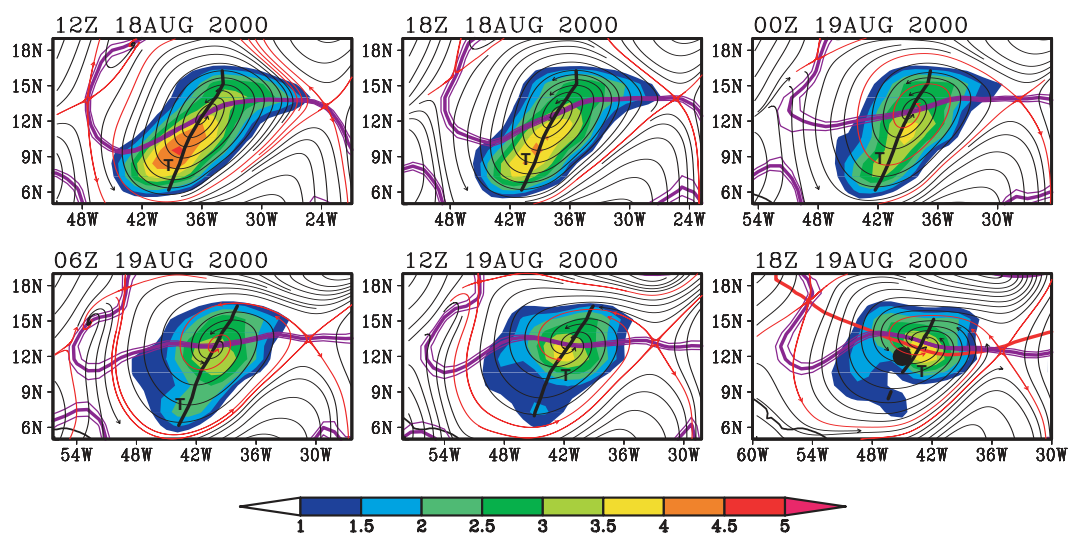 12Z 18AUG 2000 18Z 18AUG 2000 00Z 19AUG 2000
18N 18N 18N
15N 15N 15N
12N 12N 12N
9N 9N 9N
T T T
6N 6N 6N
48W 42W 36W 30W 24W 48W 42W 36W 30W 24W 54W 48W 42W 36W 30W
06Z 19AUG 2000 12Z 19AUG 2000 18Z 19AUG 2000
18N 18N 18N
15N 15N 15N
12N 12N 12N
T T
9N 9N 9N
T
6N 6N 6N
54W 48W 42W 36W 30W 54W 48W 42W 36W 30W 60W 54W 48W 42W 36W 30W
1 1.5 2 2.5 3 3.5 4 4.5 5